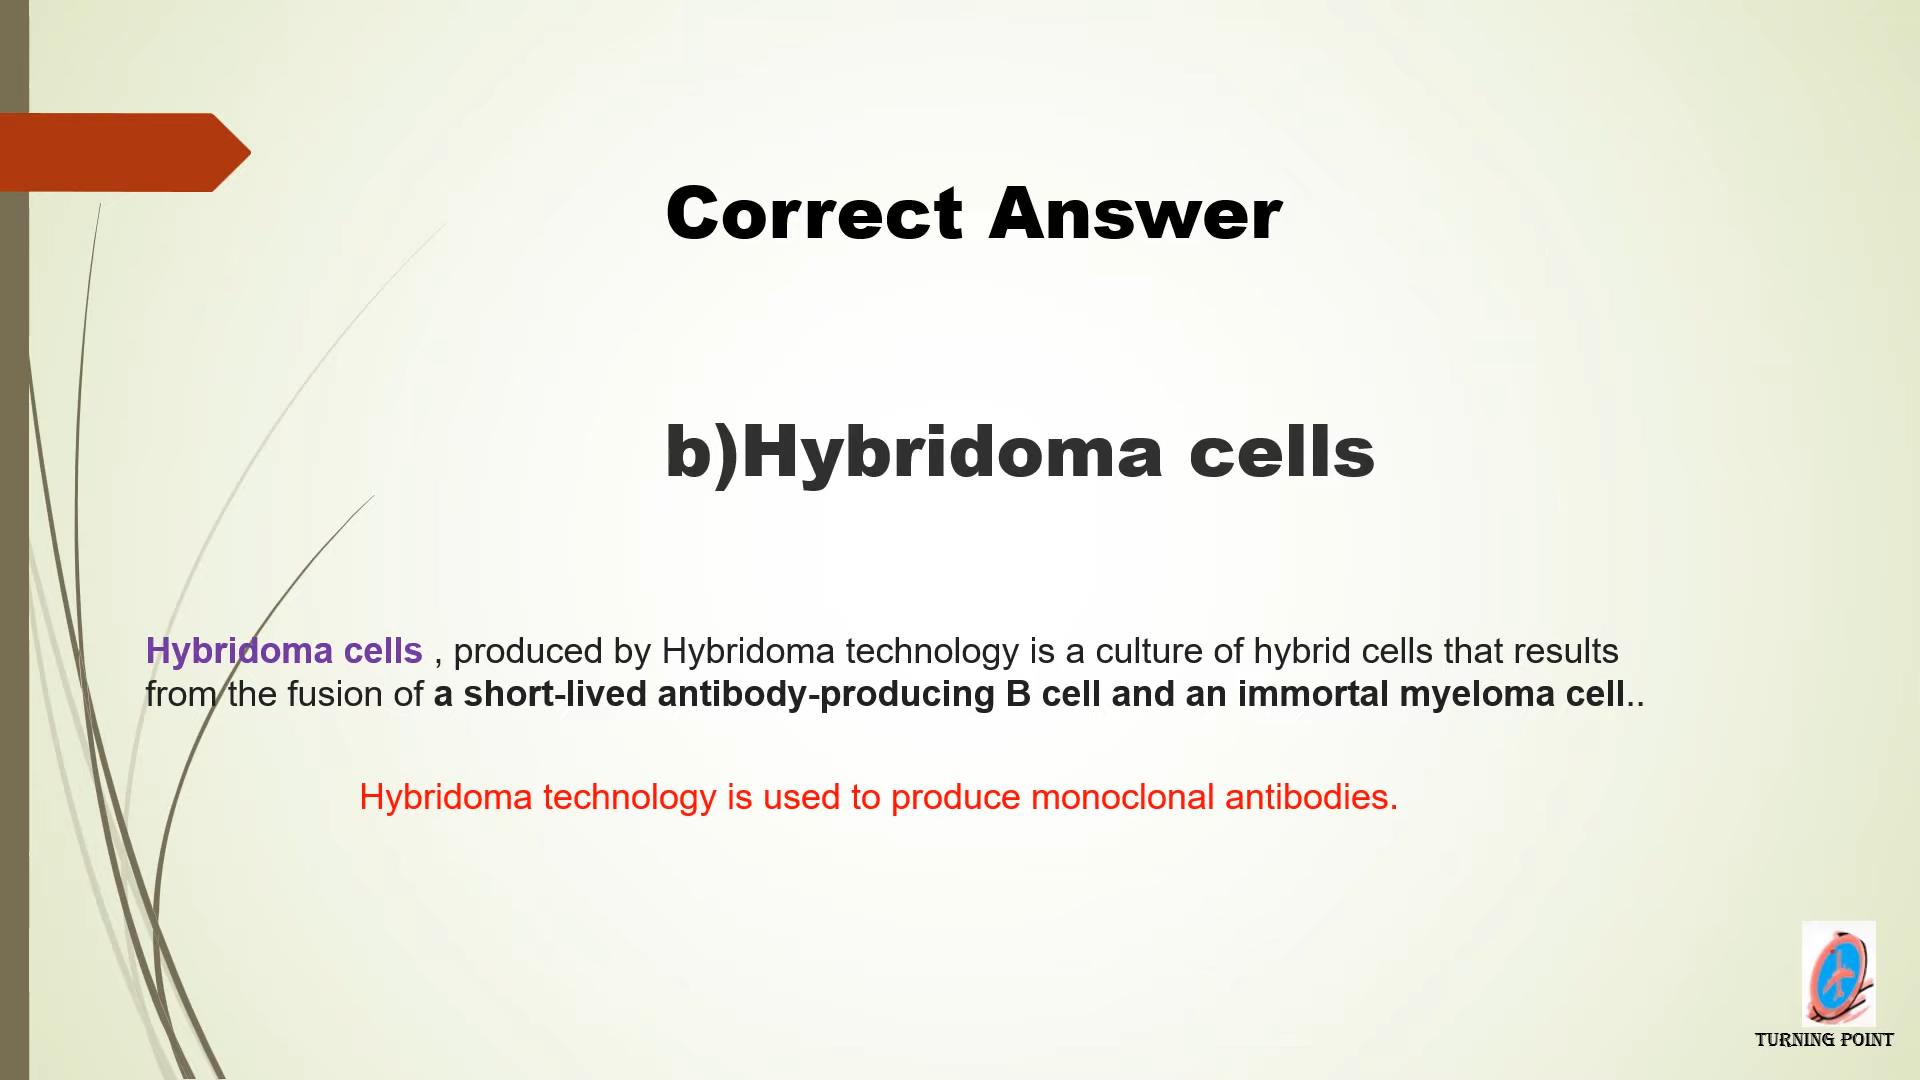 Correct Answer
b)Hybridoma cells
Hybridoma cells , produced by Hybridoma technology is a culture of hybrid cells that results
from the fusion of a short-lived antibody-producing B cell and an immortal myeloma cell..
Hybridoma technology is used to produce monoclonal antibodies.
TURNING POINT